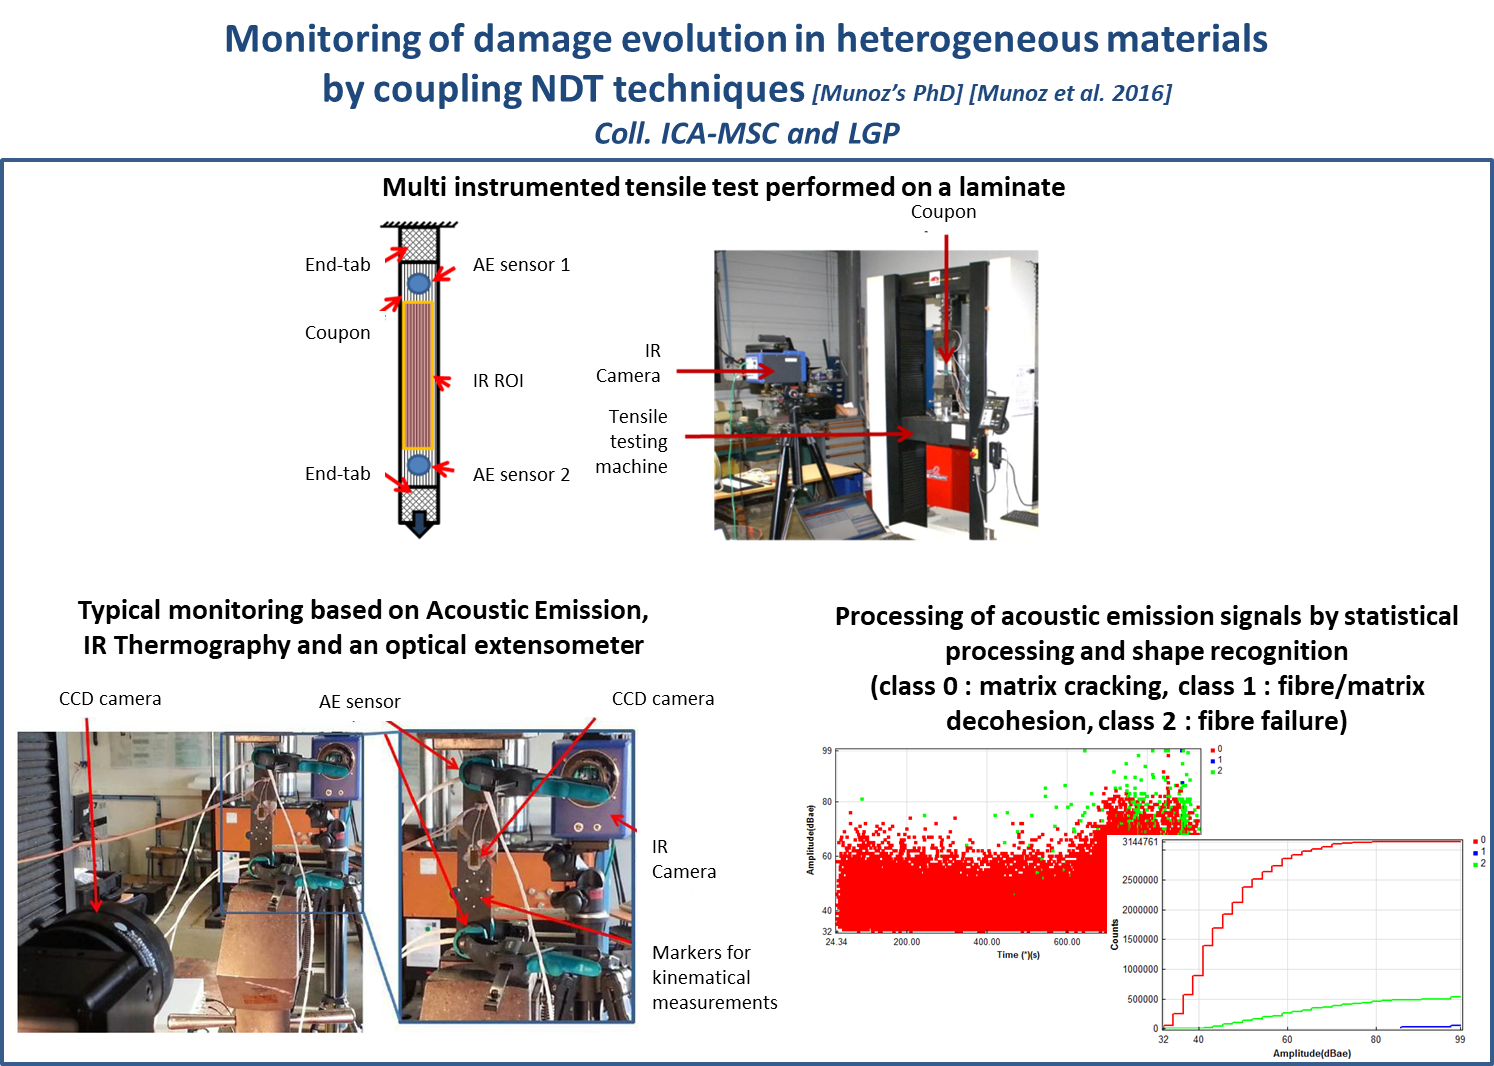 Monitoring of damage evolution in heterogeneous materials
by coupling NDT techniques [Munoz's PhD] [Munoz et al. 2016]
Coll. ICA-MSC and LGP
Multi instrumented tensile test performed on a laminate
Coupon
End-tab
AE sensor 1
Coupon
IR ROI
End-tab
AE sensor 2
IR
Camera
Tensile
testing
machine
Typical monitoring based on Acoustic Emission,
IR Thermography and an optical extensometer
CCD camera
AE sensor
CCD camera
IR
Camera
Markers for
kinematical
measurements
Processing of acoustic emission signals by statistical
processing and shape recognition
(class 0 : matrix cracking, class 1 : fibre/matrix
decohesion, class 2 : fibre failure)
99
80
60
40
32
Amplitude(dBae)
24.34
200.00
400.00
600.00
Time (*)(s)
0
1
2
3144761
2500000
2000000
1500000
1000000
500000
0
Counts
32
40
60
80
99
Amplitude(dBae)
0
1
2